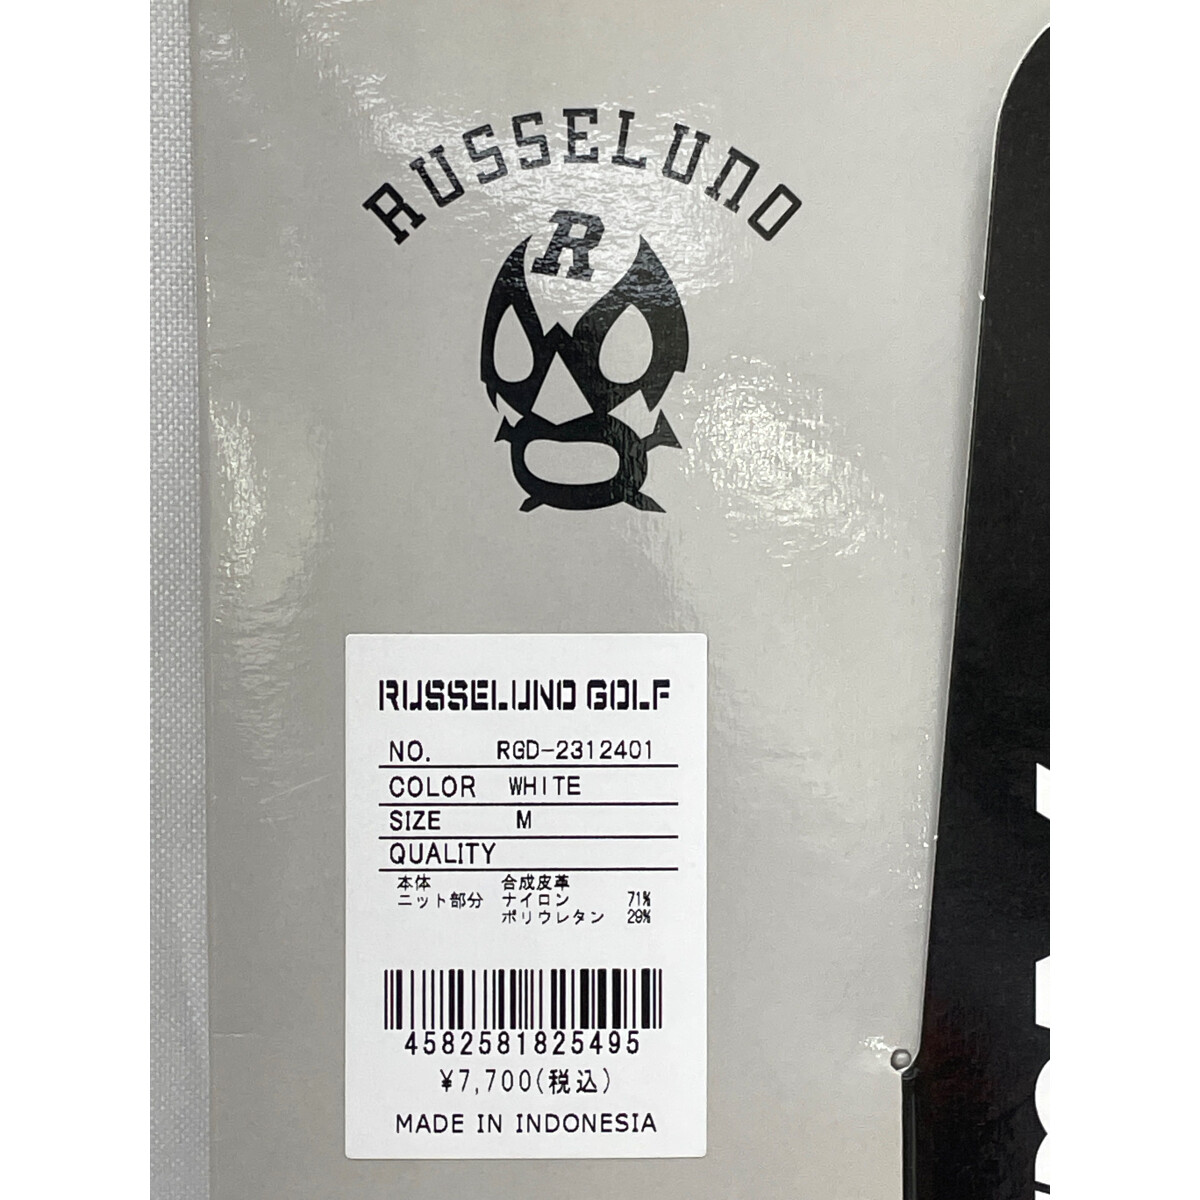 RUSSELUNO
R
RUSSELUNO GOLF
NO. RGD-2312401
COLOR WHITE
SIZE M
QUALITY
本体 合成皮革
ニット部分 ナイロン 71%
ポリウレタン 29%
4582581825495
¥7,700(税込)
MADE IN INDONESIA